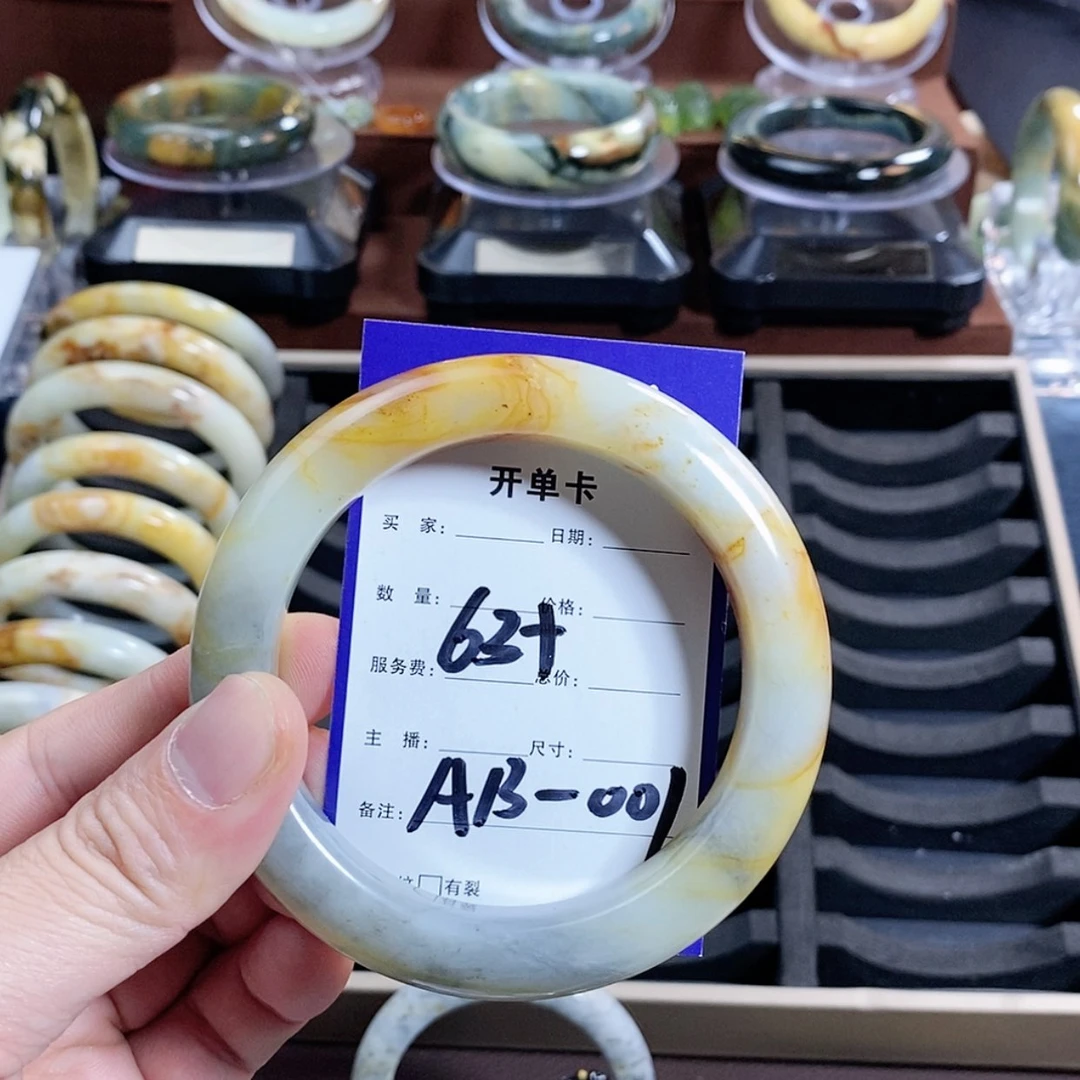 开单卡
买 家: 日期:
数 量: 价格:
63+
服务费: 总价:
主 播: 尺寸:
AB-001
备注:
有裂